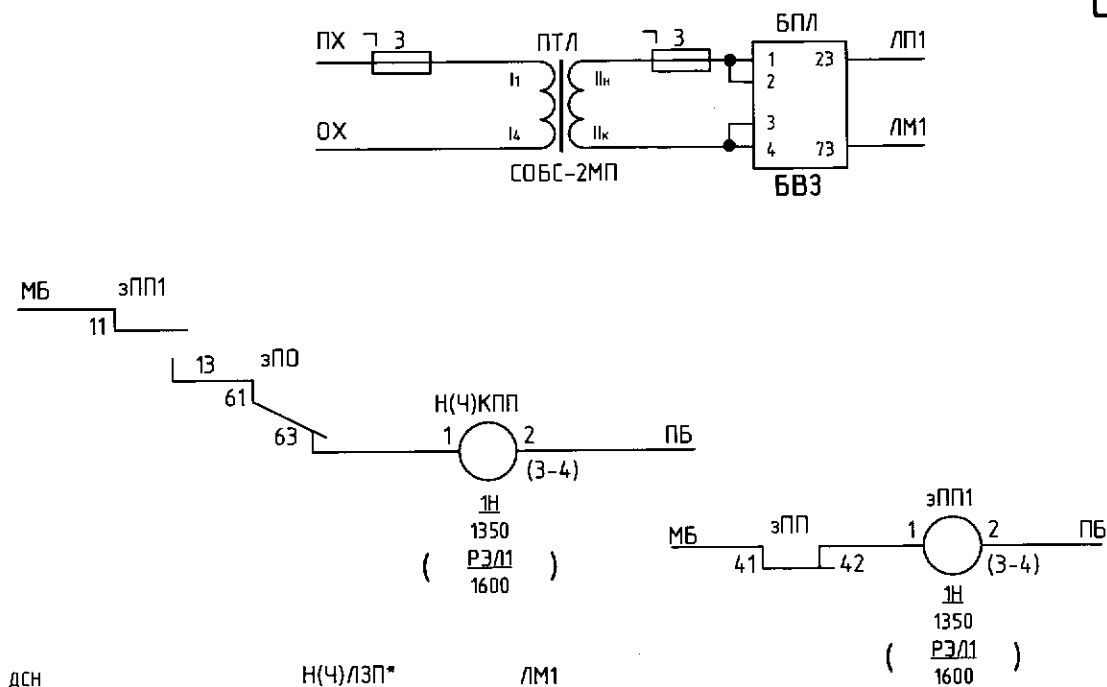 БПЛ
ПХ ㄱ 3 ПТЛ ㄱ 3 1 23 ЛП1
I1 IIн 2
ОХ I4 IIк 3
4 73 ЛМ1
СОБС-2МП БВЗ
МБ зПП1
11
13 зПО
61
63
Н(Ч)КПП
1 2 ПБ
(3-4)
1Н
1350
( РЭЛ1 )
1600
МБ зПП зПП1
41 42 1 2 ПБ
(3-4)
1Н
1350
( РЭЛ1 )
1600
ДСН Н(Ч)ЛЗП* ЛМ1